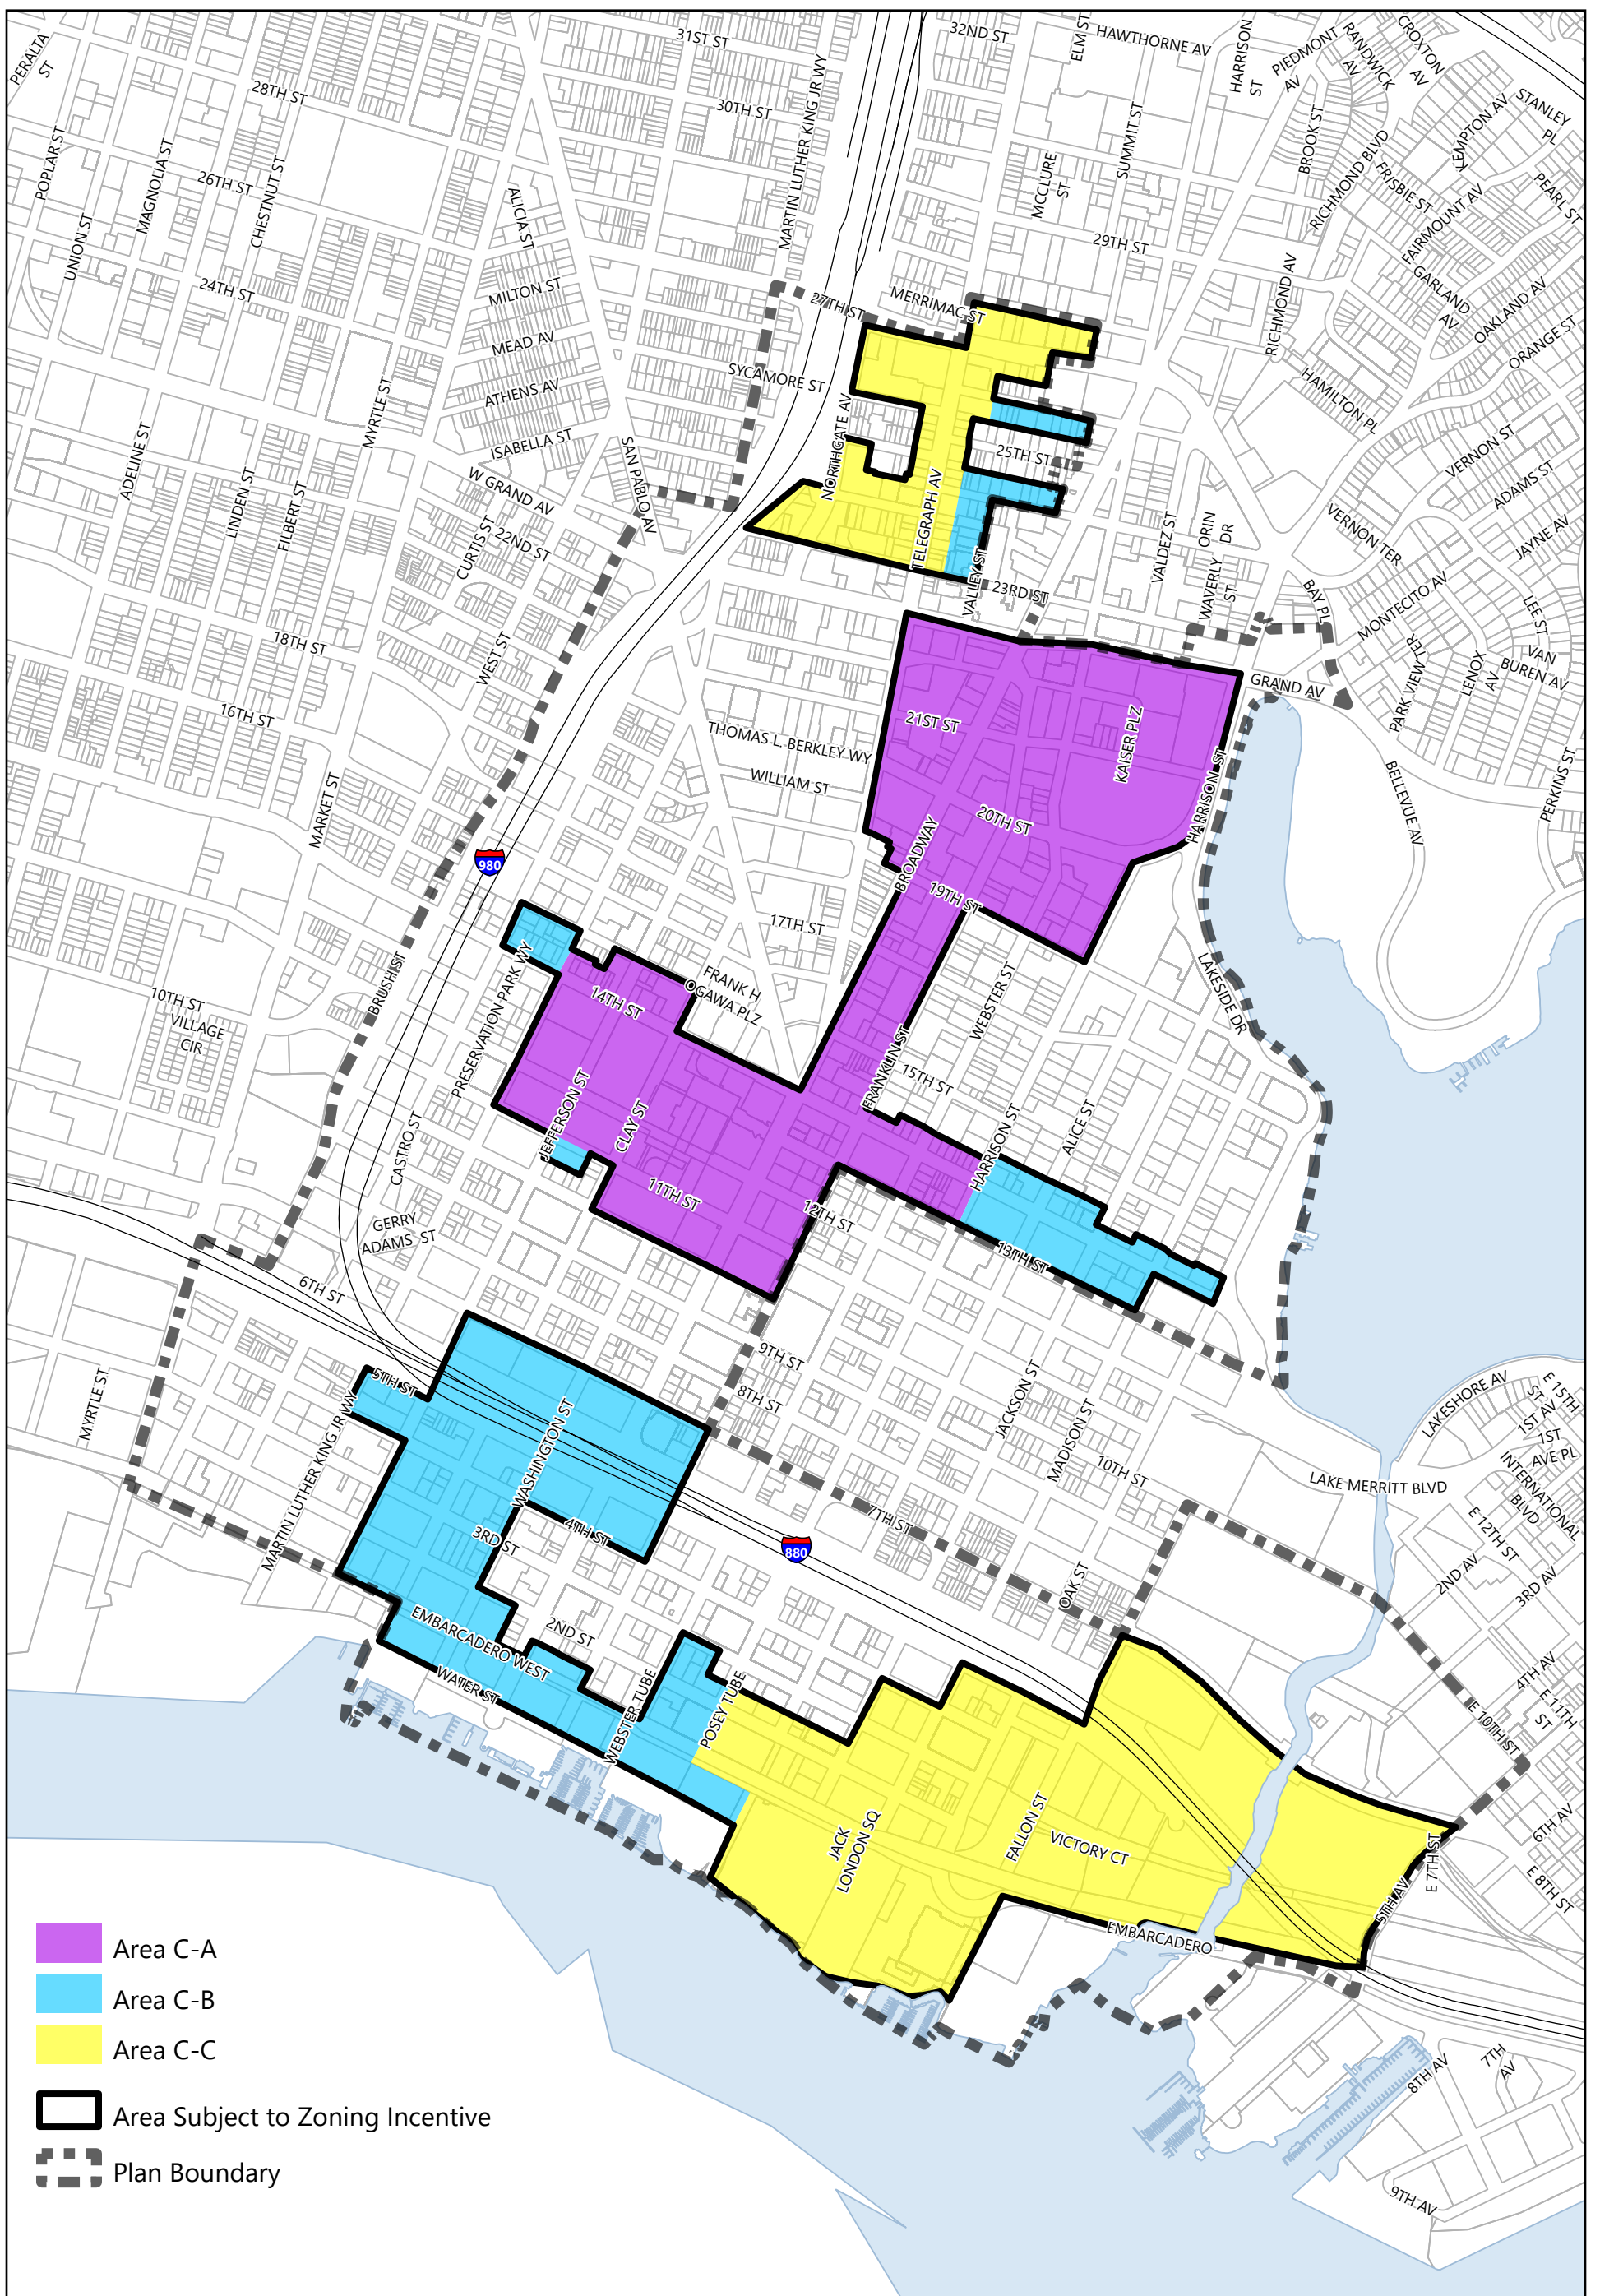 PERALTA
ST
31ST ST
32ND ST
ELM ST
HAWTHORNE AV
HARRISON
ST
PIEDMONT
AV
RANDWICK
AV
CROXTON
AV
28TH ST
30TH ST
MARTIN LUTHER KING JR WY
STANLEY
PL
KEMPTON AV
POPLAR ST
MAGNOLIA ST
CHESTNUT ST
26TH ST
UNION ST
ALICIA ST
MCCLURE
ST
SUMMIT ST
BROOK ST
RICHMOND BLVD
FRISBIE ST
FAIRMOUNT AV
PEARL ST
29TH ST
24TH ST
MILTON ST
27TH ST
MERRIMAC ST
RICHMOND AV
GARLAND
AV
OAKLAND AV
ORANGE ST
MEAD AV
SYCAMORE ST
ATHENS AV
MYRTLE ST
HAMILTON PL
ISABELLA ST
SAN PABLO AV
NORTHGATE AV
25TH ST
VERNON ST
ADAMS ST
ADELINE ST
LINDEN ST
FILBERT ST
W GRAND AV
TELEGRAPH AV
22ND ST
CURTIS ST
VALDEZ ST
ORIN
DR
VERNON TER
JAYNE AV
VALLEY ST
23RD ST
WAVERLY
ST
BAY PL
MONTECITO AV
LEE ST
VAN
BUREN AV
18TH ST
WEST ST
PARK VIEW TER
LENOX
AV
GRAND AV
16TH ST
21ST ST
KAISER PLZ
THOMAS L. BERKLEY WY
WILLIAM ST
HARRISON ST
BELLEVUE AV
PERKINS ST
MARKET ST
20TH ST
BROADWAY
980
19TH ST
17TH ST
BRUSH ST
PRESERVATION PARK WY
FRANK H
OGAWA PLZ
14TH ST
WEBSTER ST
LAKESIDE DR
10TH ST
VILLAGE
CIR
FRANKLIN ST
15TH ST
JEFFERSON ST
CLAY ST
HARRISON ST
ALICE ST
CASTRO ST
11TH ST
12TH ST
13TH ST
GERRY
ADAMS ST
6TH ST
9TH ST
8TH ST
5TH ST
MYRTLE ST
MARTIN LUTHER KING JR WY
WASHINGTON ST
JACKSON ST
MADISON ST
10TH ST
LAKESHORE AV
E 15TH
ST
1ST AV
1ST
AVE PL
INTERNATIONAL
BLVD
LAKE MERRITT BLVD
E 12TH ST
2ND AV
3RD AV
3RD ST
4TH ST
7TH ST
880
OAK ST
EMBARCADERO WEST
2ND ST
WATER ST
WEBSTER TUBE
POSEY TUBE
4TH AV
E 11TH
ST
E 10TH ST
JACK
LONDON SQ
FALLON ST
VICTORY CT
6TH AV
E 7TH ST
E 8TH ST
5TH AV
EMBARCADERO
7TH
AV
8TH AV
9TH AV
Area C-A
Area C-B
Area C-C
Area Subject to Zoning Incentive
Plan Boundary